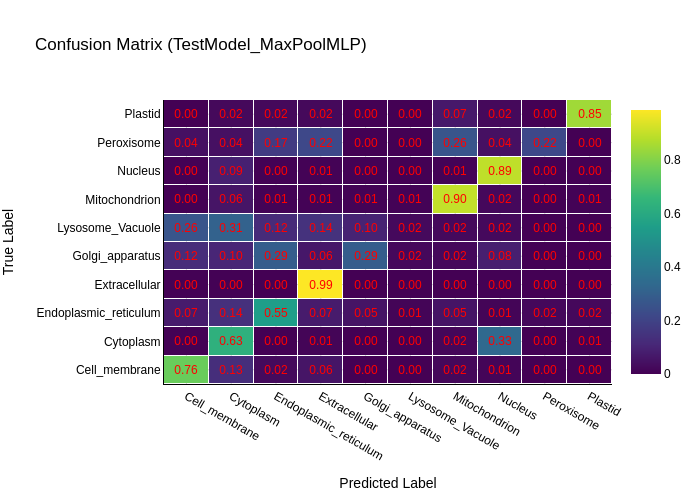 Confusion Matrix (TestModel_MaxPoolMLP)
True Label
Plastid 0.00 0.02 0.02 0.02 0.00 0.00 0.07 0.02 0.00 0.85
Peroxisome 0.04 0.04 0.17 0.22 0.00 0.00 0.04 0.22 0.00
Nucleus 0.00 0.09 0.00 0.01 0.00 0.00 0.01 0.89 0.00 0.00
Mitochondrion 0.00 0.06 0.01 0.01 0.01 0.01 0.90 0.02 0.00 0.01
Lysosome_Vacuole 0.31 0.12 0.14 0.10 0.02 0.02 0.02 0.00 0.00
Golgi_apparatus 0.12 0.10 0.06 0.02 0.02 0.08 0.00 0.00
Extracellular 0.00 0.00 0.00 0.99 0.00 0.00 0.00 0.00 0.00 0.00
Endoplasmic_reticulum 0.07 0.14 0.55 0.07 0.05 0.01 0.05 0.01 0.02 0.02
Cytoplasm 0.00 0.63 0.00 0.01 0.00 0.00 0.02 0.33 0.00 0.01
Cell_membrane 0.76 0.13 0.02 0.06 0.00 0.00 0.02 0.01 0.00 0.00
Cell_membrane Cytoplasm Endoplasmic_reticulum Extracellular Golgi_apparatus Lysosome_Vacuole Mitochondrion Nucleus Peroxisome Plastid
Predicted Label
0.8
0.6
0.4
0.2
0